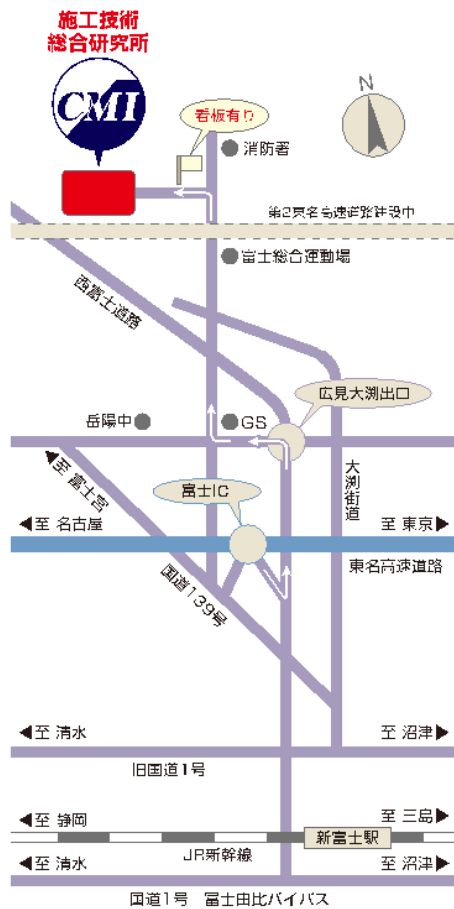 施工技術
総合研究所
CMI
看板有り
N
消防署
第2東名高速道路建設中
富士総合運動場
西富士道路
広見大渕出口
岳陽中
GS
至 富士宮
大渕街道
富士IC
至 名古屋
至 東京
東名高速道路
国道139号
至 清水
至 沼津
旧国道1号
至 静岡
至 三島
新富士駅
JR新幹線
至 清水
至 沼津
国道1号 富士由比バイパス